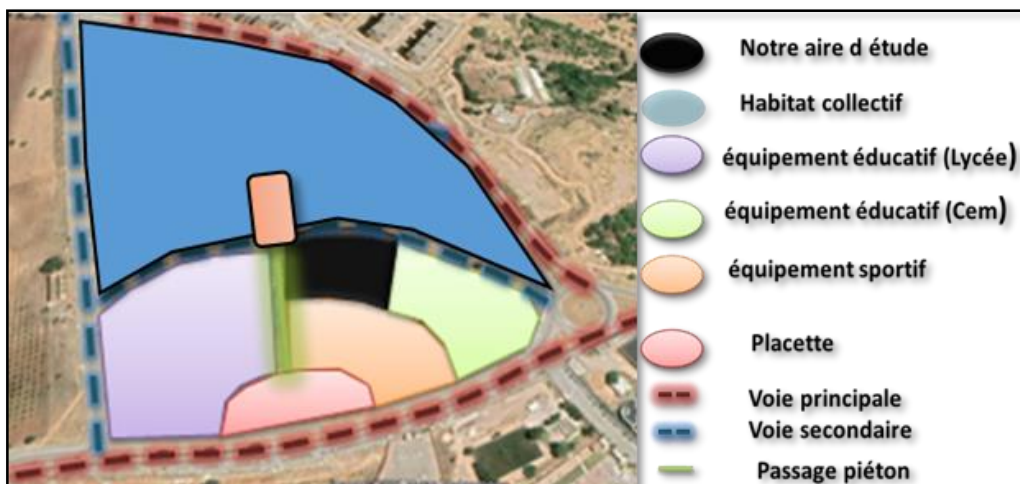 Notre aire d étude
Habitat collectif
équipement éducatif (Lycée)
équipement éducatif (Cem)
équipement sportif
Placette
Voie principale
Voie secondaire
Passage piéton